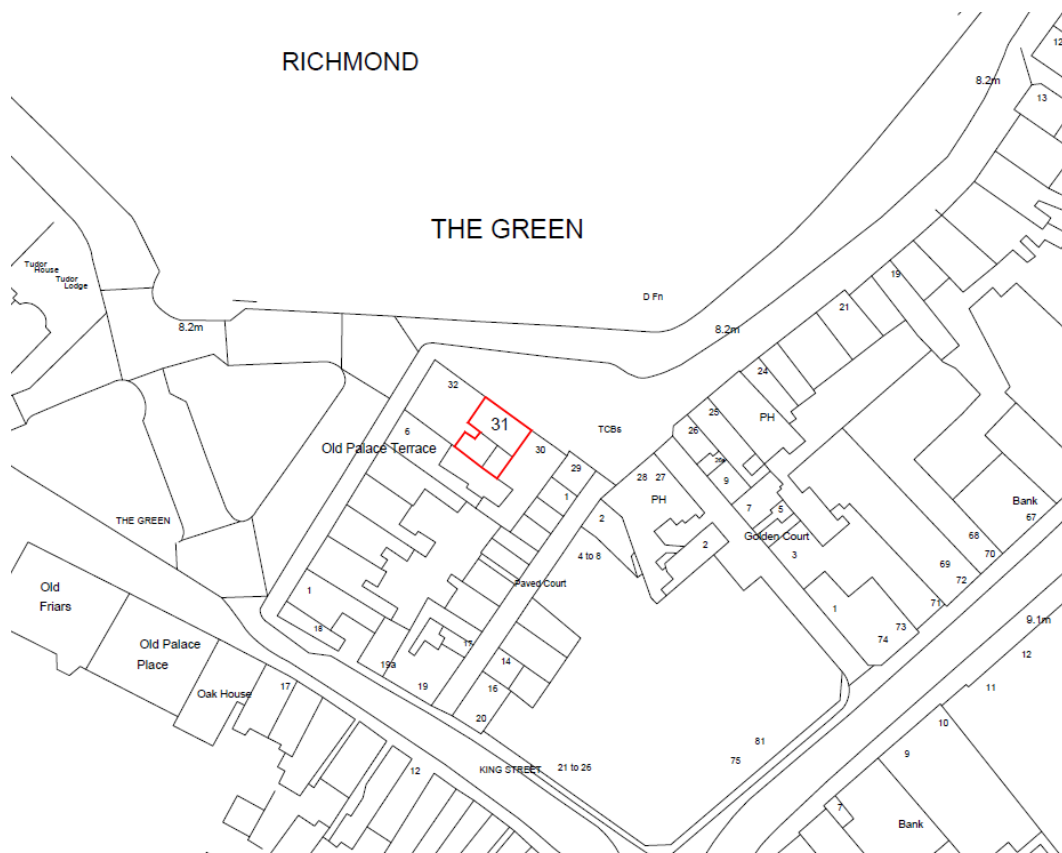 RICHMOND
12
8.2m
13
THE GREEN
Tudor
House
Tudor
Lodge
19
D Fn
21
8.2m
8.2m
24
32
25
PH
31
6
TCBs
26
Old Palace Terrace
30
29
28
27
9
1
PH
Bank
7
5
67
THE GREEN
2
68
Golden Court
2
70
4 to 8
3
69
Paved Court
72
Old
Friars
1
71
1
18
73
Old Palace
Place
17
74
9.1m
19a
14
12
Oak House
17
19
16
11
20
10
81
9
75
12
KING STREET
21 to 26
7
Bank